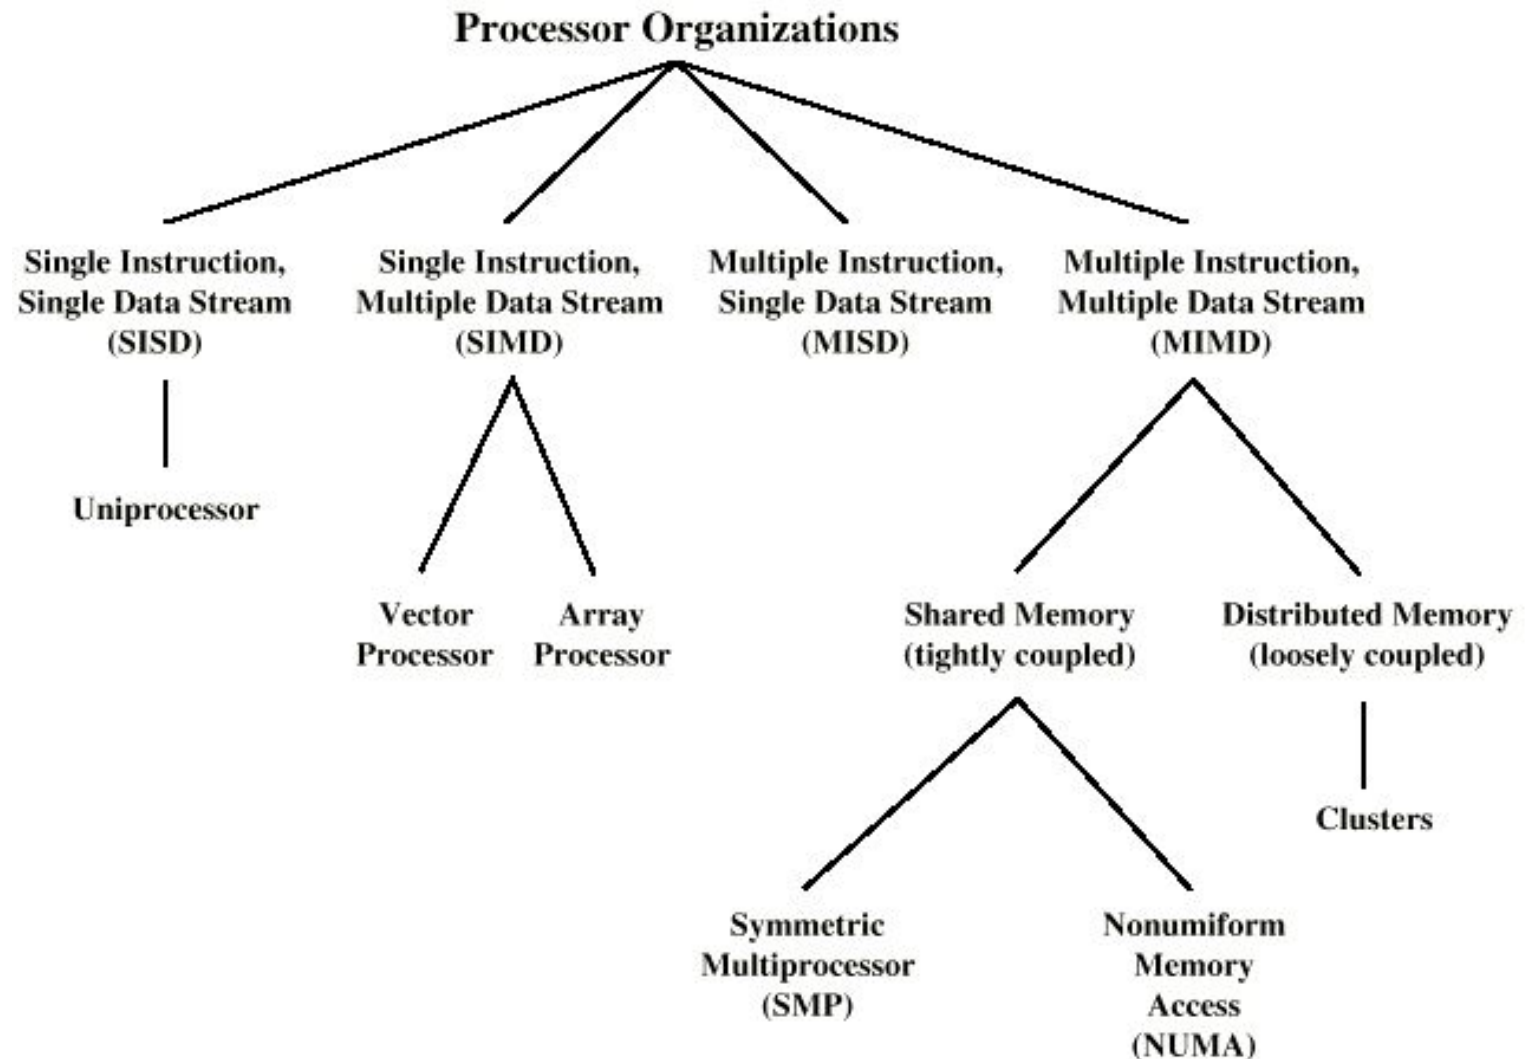 Processor Organizations
Single Instruction,
Single Data Stream
(SISD)
Single Instruction,
Multiple Data Stream
(SIMD)
Multiple Instruction,
Single Data Stream
(MISD)
Multiple Instruction,
Multiple Data Stream
(MIMD)
Uniprocessor
Vector
Processor
Array
Processor
Shared Memory
(tightly coupled)
Distributed Memory
(loosely coupled)
Clusters
Symmetric
Multiprocessor
(SMP)
Nonumiform
Memory
Access
(NUMA)